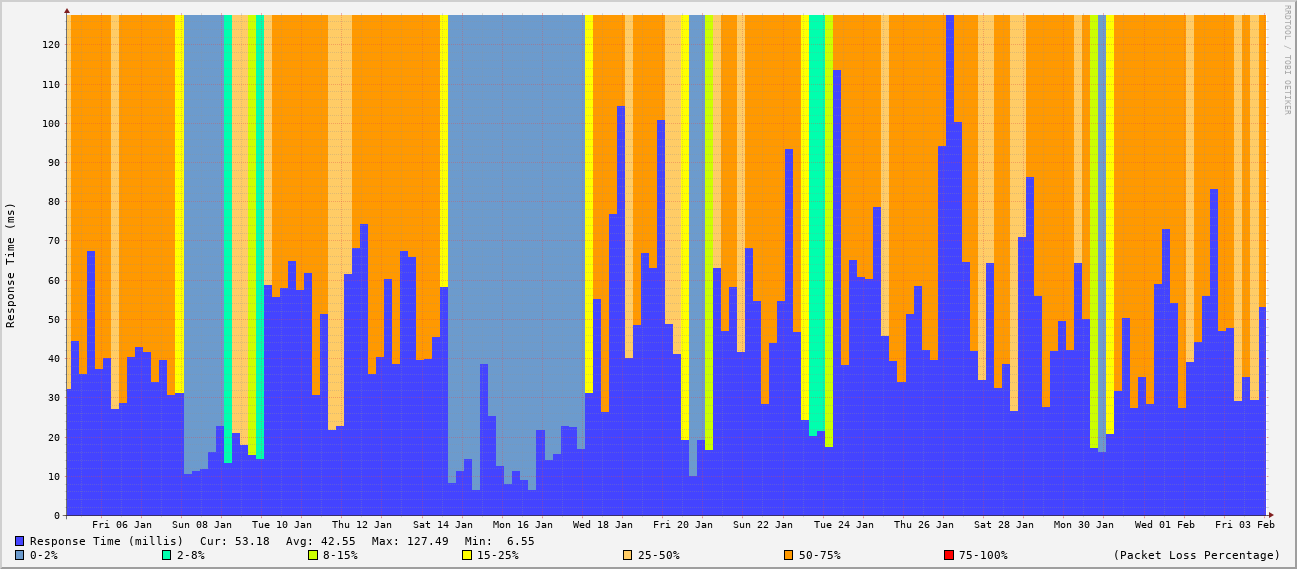 RRDTOOL / TOBI OETIKER
Response Time (ms)
120
110
100
90
80
70
60
50
40
30
20
10
0
Fri 06 Jan Sun 08 Jan Tue 10 Jan Thu 12 Jan Sat 14 Jan Mon 16 Jan Wed 18 Jan Fri 20 Jan Sun 22 Jan Tue 24 Jan Thu 26 Jan Sat 28 Jan Mon 30 Jan Wed 01 Feb Fri 03 Feb
Response Time (millis) Cur: 53.18 Avg: 42.55 Max: 127.49 Min: 6.55
0-2% 2-8% 8-15% 15-25% 25-50% 50-75% 75-100% (Packet Loss Percentage)